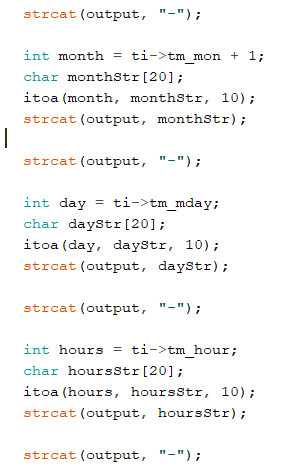 strcat(output, "-");
int month = ti->tm_mon + 1;
char monthStr[20];
itoa(month, monthStr, 10);
strcat(output, monthStr);
strcat(output, "-");
int day = ti->tm_mday;
char dayStr[20];
itoa(day, dayStr, 10);
strcat(output, dayStr);
strcat(output, "-");
int hours = ti->tm_hour;
char hoursStr[20];
itoa(hours, hoursStr, 10);
strcat(output, hoursStr);
strcat(output, "-");